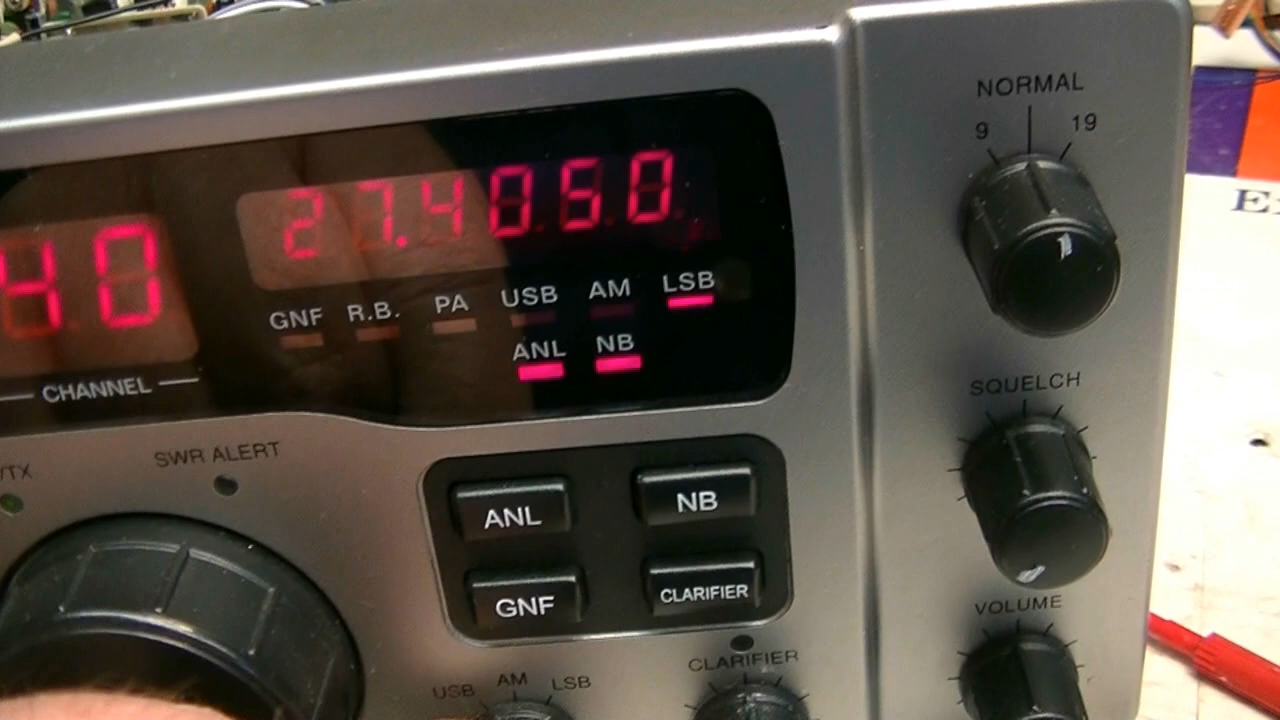 NORMAL
9 19
40 27.4050
GNF R.B. PA USB AM LSB
ANL NB
CHANNEL
SQUELCH
/TX SWR ALERT
ANL NB
GNF CLARIFIER
VOLUME
CLARIFIER
USB AM LSB